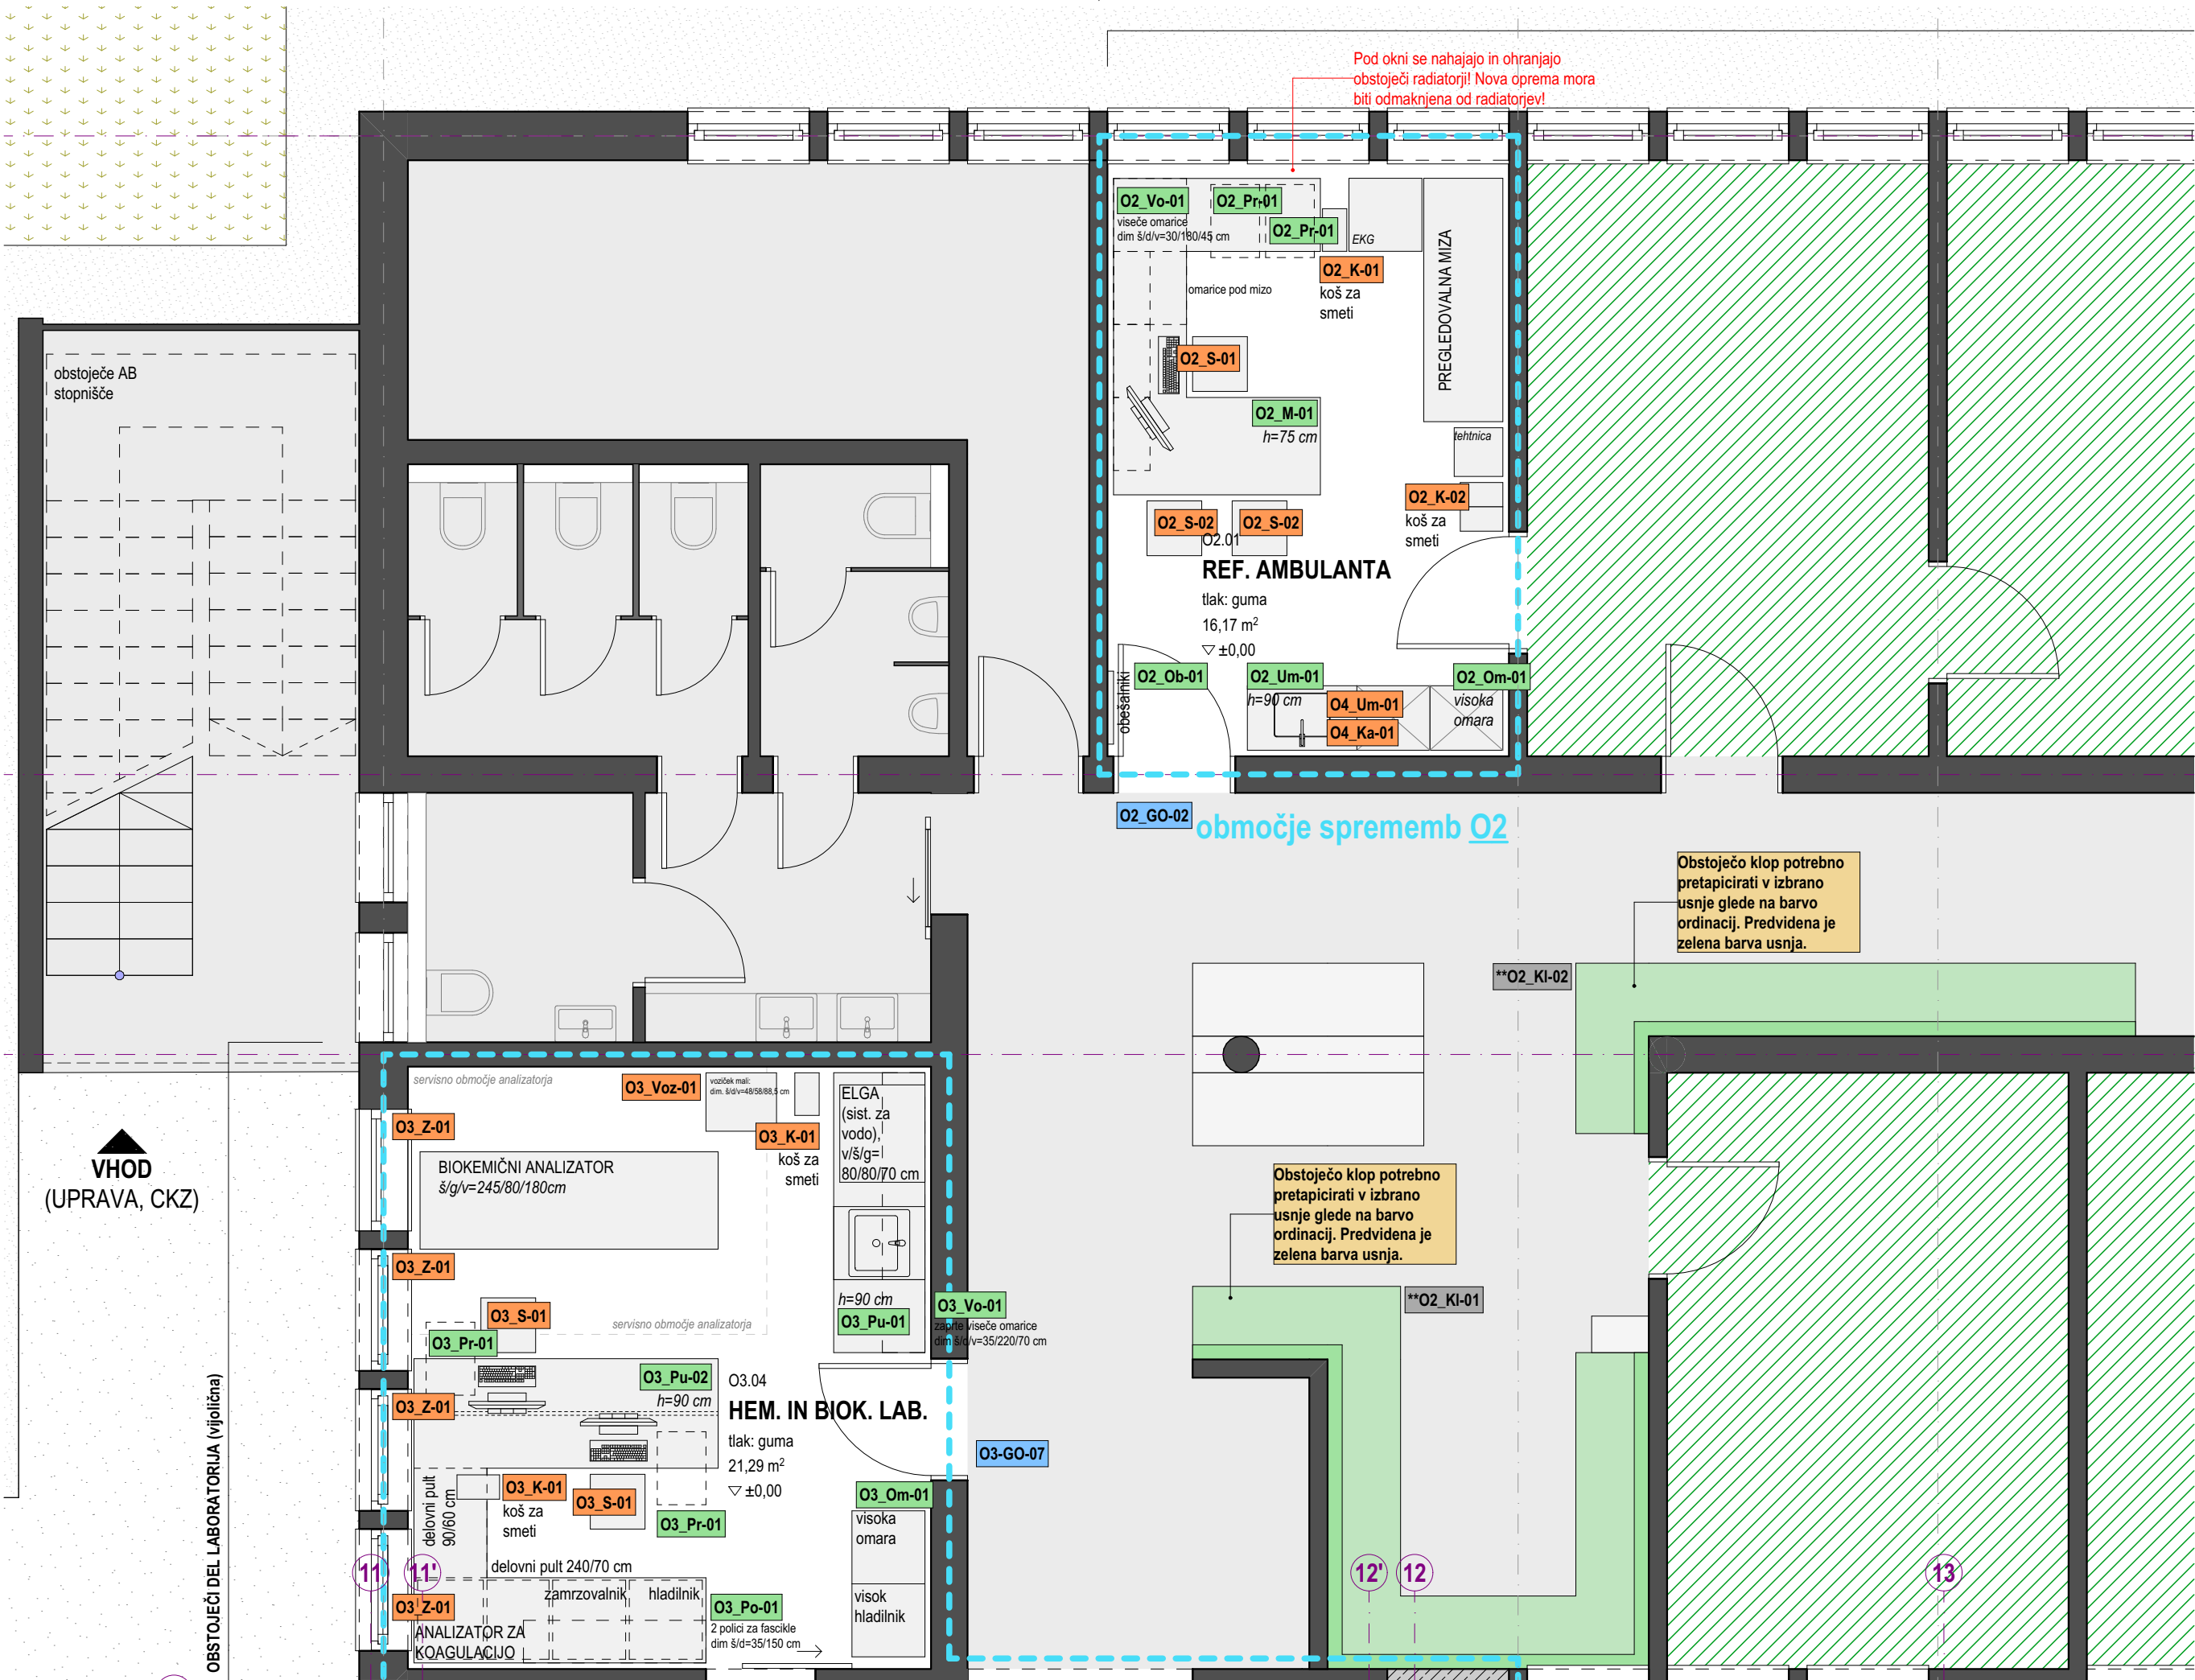 Pod okni se nahajajo in ohranjajo
obstoječi radiatorji! Nova oprema mora
biti odmaknjena od radiatorjev!
O2_Vo-01
viseče omarice
dim š/d/v=30/180/45 cm
O2_Pr-01
O2_Pr-01
EKG
O2_K-01
koš za
smeti
omarice pod mizo
PREGLEDOVALNA MIZA
O2_S-01
O2_M-01
h=75 cm
tehtnica
O2_K-02
koš za
smeti
O2_S-02
O2_S-02
O2.01
REF. AMBULANTA
tlak: guma
16,17 m²
±0,00
O2_Ob-01
obešalniki
O2_Um-01
h=90 cm
O4_Um-01
O4_Ka-01
O2_Om-01
visoka
omara
O2_GO-02
območje sprememb O2
obstoječe AB
stopnišče
Obstoječo klop potrebno
pretapicirati v izbrano
usnje glede na barvo
ordinacij. Predvidena je
zelena barva usnja.
**O2_Kl-02
Obstoječo klop potrebno
pretapicirati v izbrano
usnje glede na barvo
ordinacij. Predvidena je
zelena barva usnja.
**O2_Kl-01
VHOD
(UPRAVA, CKZ)
OBSTOJEČI DEL LABORATORIJA (vijolična)
servisno območje analizatorja
O3_Voz-01
voziček mali:
dim. š/d/v=48/58/88,5 cm
O3_K-01
koš za
smeti
ELGA
(sist. za
vodo),
v/š/g=
80/80/70 cm
O3_Z-01
BIOKEMIČNI ANALIZATOR
š/g/v=245/80/180cm
O3_Z-01
O3_S-01
servisno območje analizatorja
h=90 cm
O3_Pu-01
O3_Vo-01
zaprte viseče omarice
dim š/d/v=35/220/70 cm
O3_Pr-01
O3_Pu-02
h=90 cm
O3_Z-01
O3.04
HEM. IN BIOK. LAB.
tlak: guma
21,29 m²
±0,00
O3-GO-07
delovni pult
90/60 cm
O3_K-01
koš za
smeti
O3_S-01
O3_Pr-01
O3_Om-01
visoka
omara
visok
hladilnik
delovni pult 240/70 cm
zamrzovalnik
hladilnik
O3_Z-01
ANALIZATOR ZA
KOAGULACIJO
O3_Po-01
2 polici za fascikle
dim š/d=35/150 cm
11
11'
12'
12
13